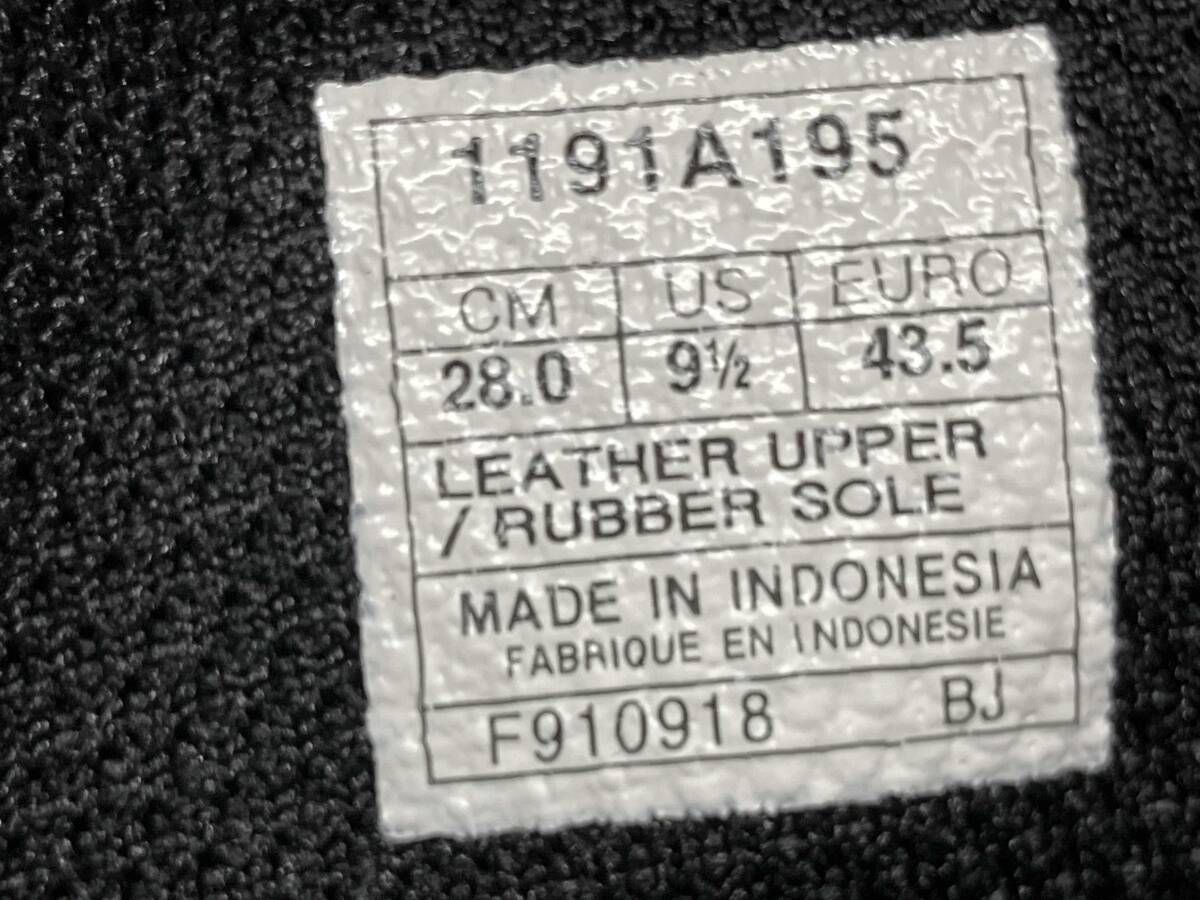 1191A195
CM US EURO
28.0 9½ 43.5
LEATHER UPPER
/ RUBBER SOLE
MADE IN INDONESIA
FABRIQUE EN INDONESIE
F910918 BJ